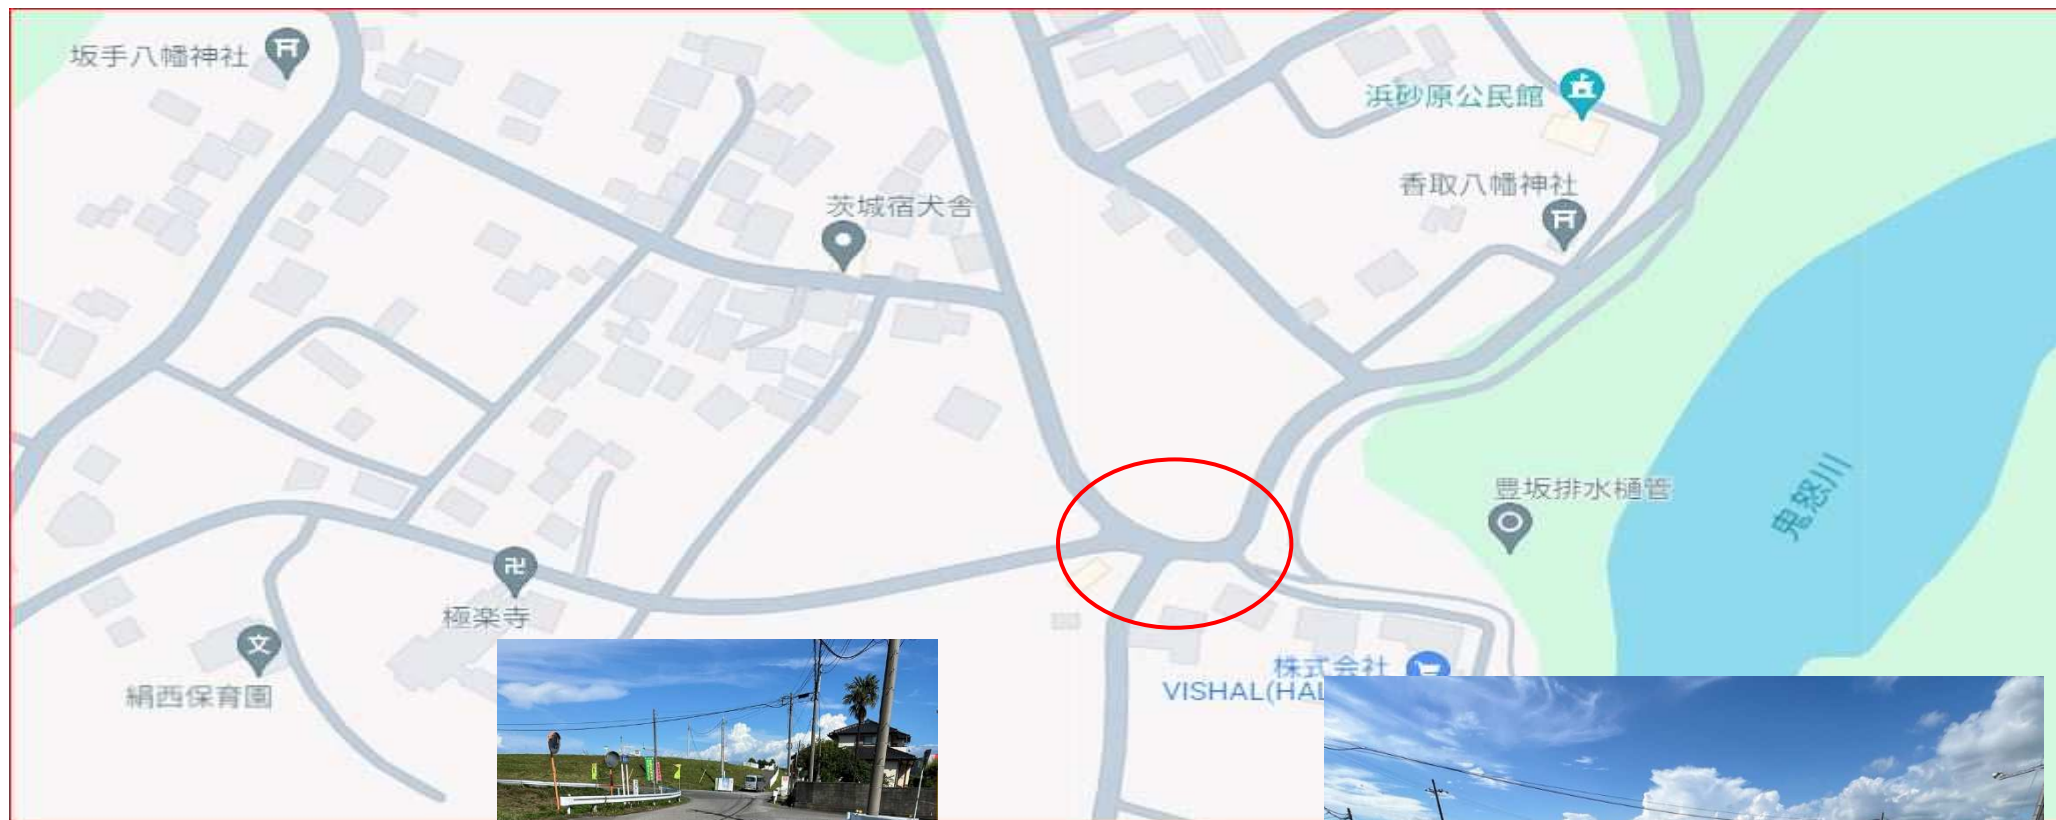 坂手八幡神社
浜砂原公民館
香取八幡神社
茨城宿犬舎
豊坂排水樋管
鬼怒川
極楽寺
文
絹西保育園
株式会社
VISHAL(HAL